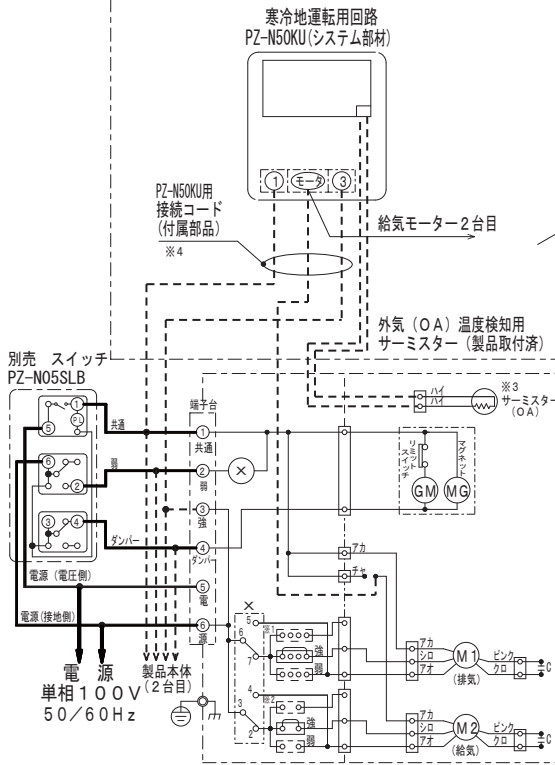 寒冷地運転用回路
PZ-N50KU(システム部材)
① モータ ③
PZ-N50KU用
接続コード
(付属部品)
※4
給気モーター2台目
外気(OA)温度検知用
サーミスター(製品取付済)
別売 スイッチ
PZ-N05SLB
端子台
ハイ
ハイ
※3
サーミスター
(OA)
①
PL
⑤
共通
①
共通
⑥
②
弱
②
弱
×
③
強
③ ④
ダンパー
④
ダンパー
リミット
スイッチ
マグネット
GM MG
アカ
チャ
電源(電圧側)
⑤
電
電源(接地側)
⑥
源
×
5
※1
6
強
7
弱
アカ
シロ
アオ
M1
(排気)
ピンク
クロ
C
4
※2
3
強
2
弱
アカ
シロ
アオ
M2
(給気)
ピンク
クロ
C
電 源
単相100V
50/60Hz
製品本体
(2台目)